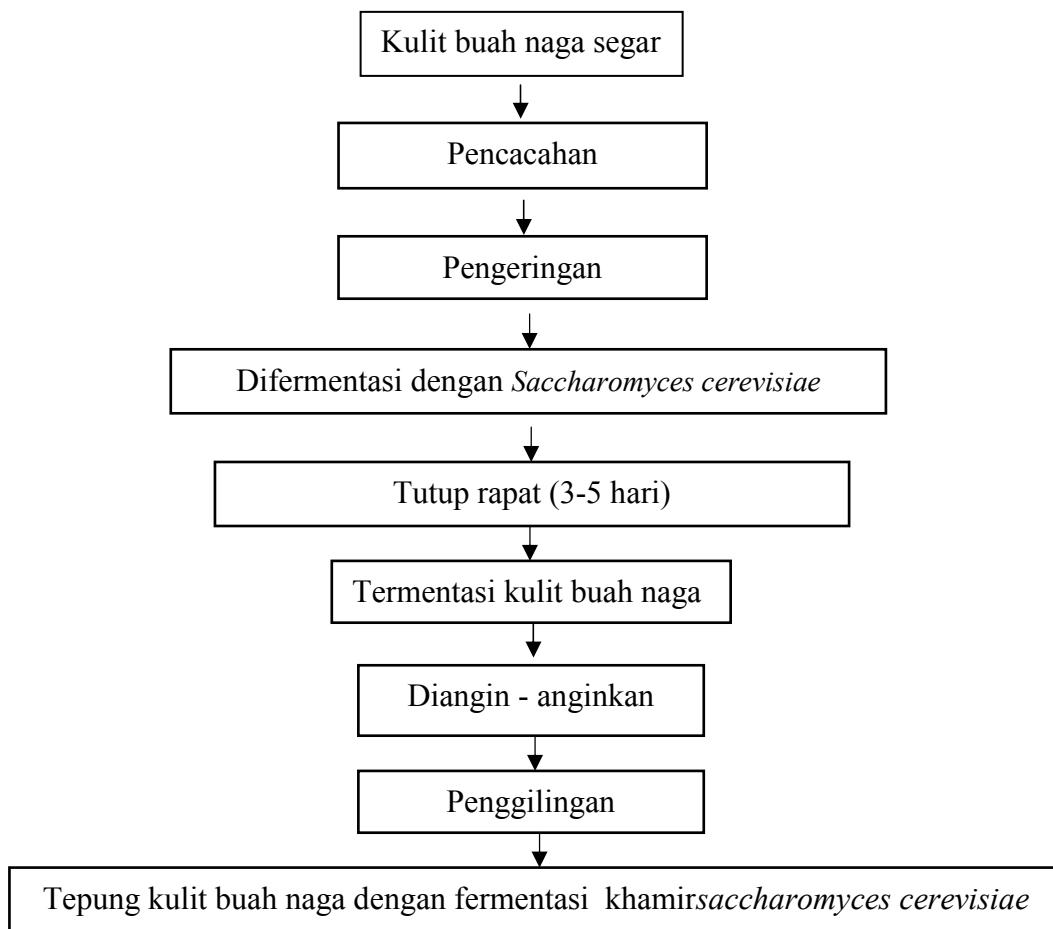 Kulit buah naga segar
Pencacahan
Pengeringan
Difermentasi dengan Saccharomyces cerevisiae
Tutup rapat (3-5 hari)
Termentasi kulit buah naga
Diangin - anginkan
Penggilingan
Tepung kulit buah naga dengan fermentasi khamirsaccharomyces cerevisiae